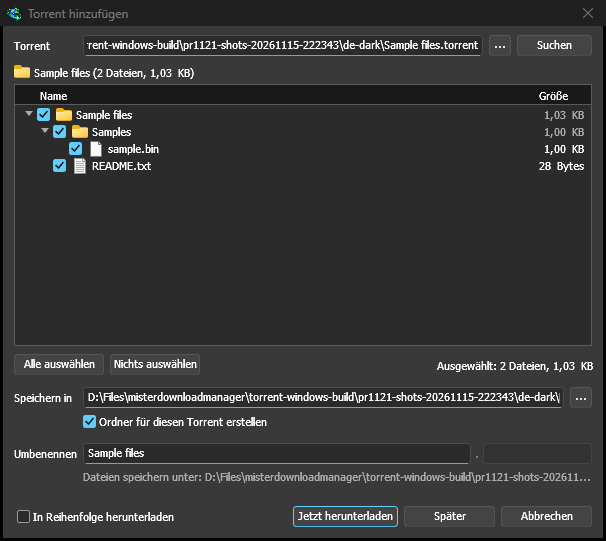 Torrent hinzufügen
Torrent rent-windows-build\pr1121-shots-20261115-222343\de-dark\Sample files.torrent ... Suchen
Sample files (2 Dateien, 1,03 KB)
Name Größe
Sample files 1,03 KB
Samples 1,00 KB
sample.bin 1,00 KB
README.txt 28 Bytes
Alle auswählen Nichts auswählen Ausgewählt: 2 Dateien, 1,03 KB
Speichern in D:\Files\misterdownloadmanager\torrent-windows-build\pr1121-shots-20261115-222343\de-dark\ ...
Ordner für diesen Torrent erstellen
Umbenennen Sample files .
Dateien speichern unter: D:\Files\misterdownloadmanager\torrent-windows-build\pr1121-shots-202611...
In Reihenfolge herunterladen Jetzt herunterladen Später Abbrechen